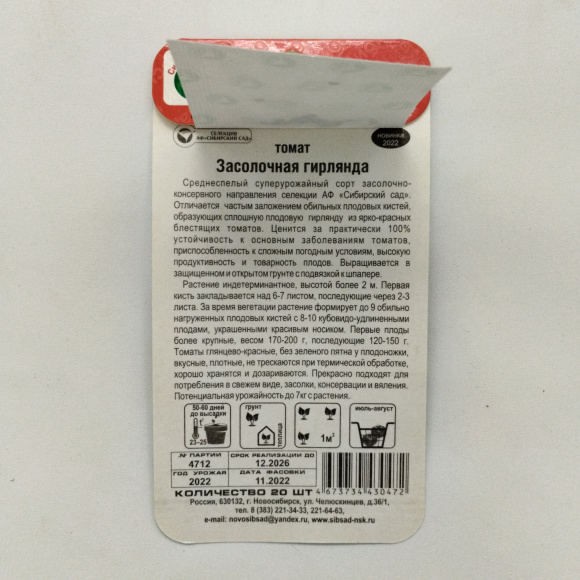 СЕЛЕКЦИЯ
АФ «СИБИРСКИЙ САД»
НОВИНКА
2022
томат
Засолочная гирлянда
Среднеспелый суперурожайный сорт засолочно-
консервного направления селекции АФ «Сибирский сад».
Отличается частым заложением обильных плодовых кистей,
образующих сплошную плодовую гирлянду из ярко-красных
блестящих томатов. Ценится за практически 100%
устойчивость к основным заболеваниям томатов,
приспособленность к сложным погодным условиям, высокую
продуктивность и товарность плодов. Выращивается в
защищенном и открытом грунте с подвязкой к шпалере.
Растение индетерминантное, высотой более 2 м. Первая
кисть закладывается над 6-7 листом, последующие через 2-3
листа. За время вегетации растение формирует до 9 обильно
нагруженных плодовых кистей с 8-10 кубовидо-удлиненными
плодами, украшенными красивым носиком. Первые плоды
более крупные, весом 170-200 г, последующие 120-150 г.
Томаты глянцево-красные, без зеленого пятна у плодоножки,
вкусные, плотные, не трескаются при термической обработке,
хорошо хранятся и дозариваются. Прекрасно подходят для
потребления в свежем виде, засолки, консервации и вяления.
Потенциальная урожайность до 7кг с растения.
50-60 дней
до высадки
23-25
грунт
теплица
1м²
июль-август
№ ПАРТИИ
4712
СРОК РЕАЛИЗАЦИИ ДО
12.2026
ГОД УРОЖАЯ
2022
ДАТА ФАСОВКИ
11.2022
КОЛИЧЕСТВО 20 ШТ
4 673734 430472
Россия, 630132, г. Новосибирск, ул. Челюскинцев, д.36/1,
тел. 8 (383) 221-34-33, 221-64-63,
e-mail: novosibsad@yandex.ru, www.sibsad-nsk.ru